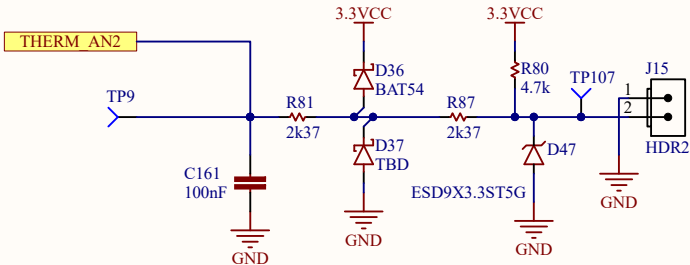 3.3VCC
3.3VCC
THERM_AN2
D36
BAT54
R80
4.7k
TP107
J15
TP9
R81
2k37
R87
2k37
1
2
D37
TBD
D47
HDR2
C161
100nF
ESD9X3.3ST5G
GND
GND
GND
GND